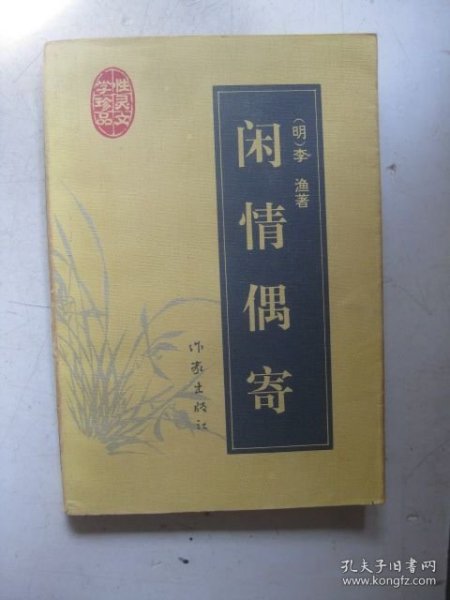 性灵文
学珍品
（明）李渔著
闲情偶寄
作家出版社
孔夫子旧书网
www.kongfz.com